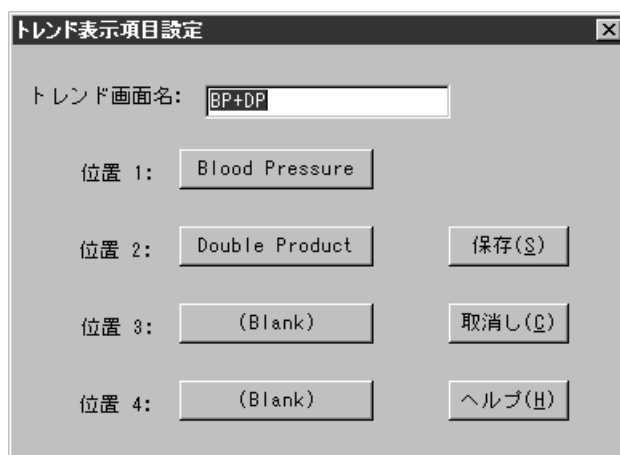 トレンド表示項目設定
トレンド画面名: BP+DP
位置 1: Blood Pressure
位置 2: Double Product 保存(S)
位置 3: (Blank) 取消し(C)
位置 4: (Blank) ヘルプ(H)